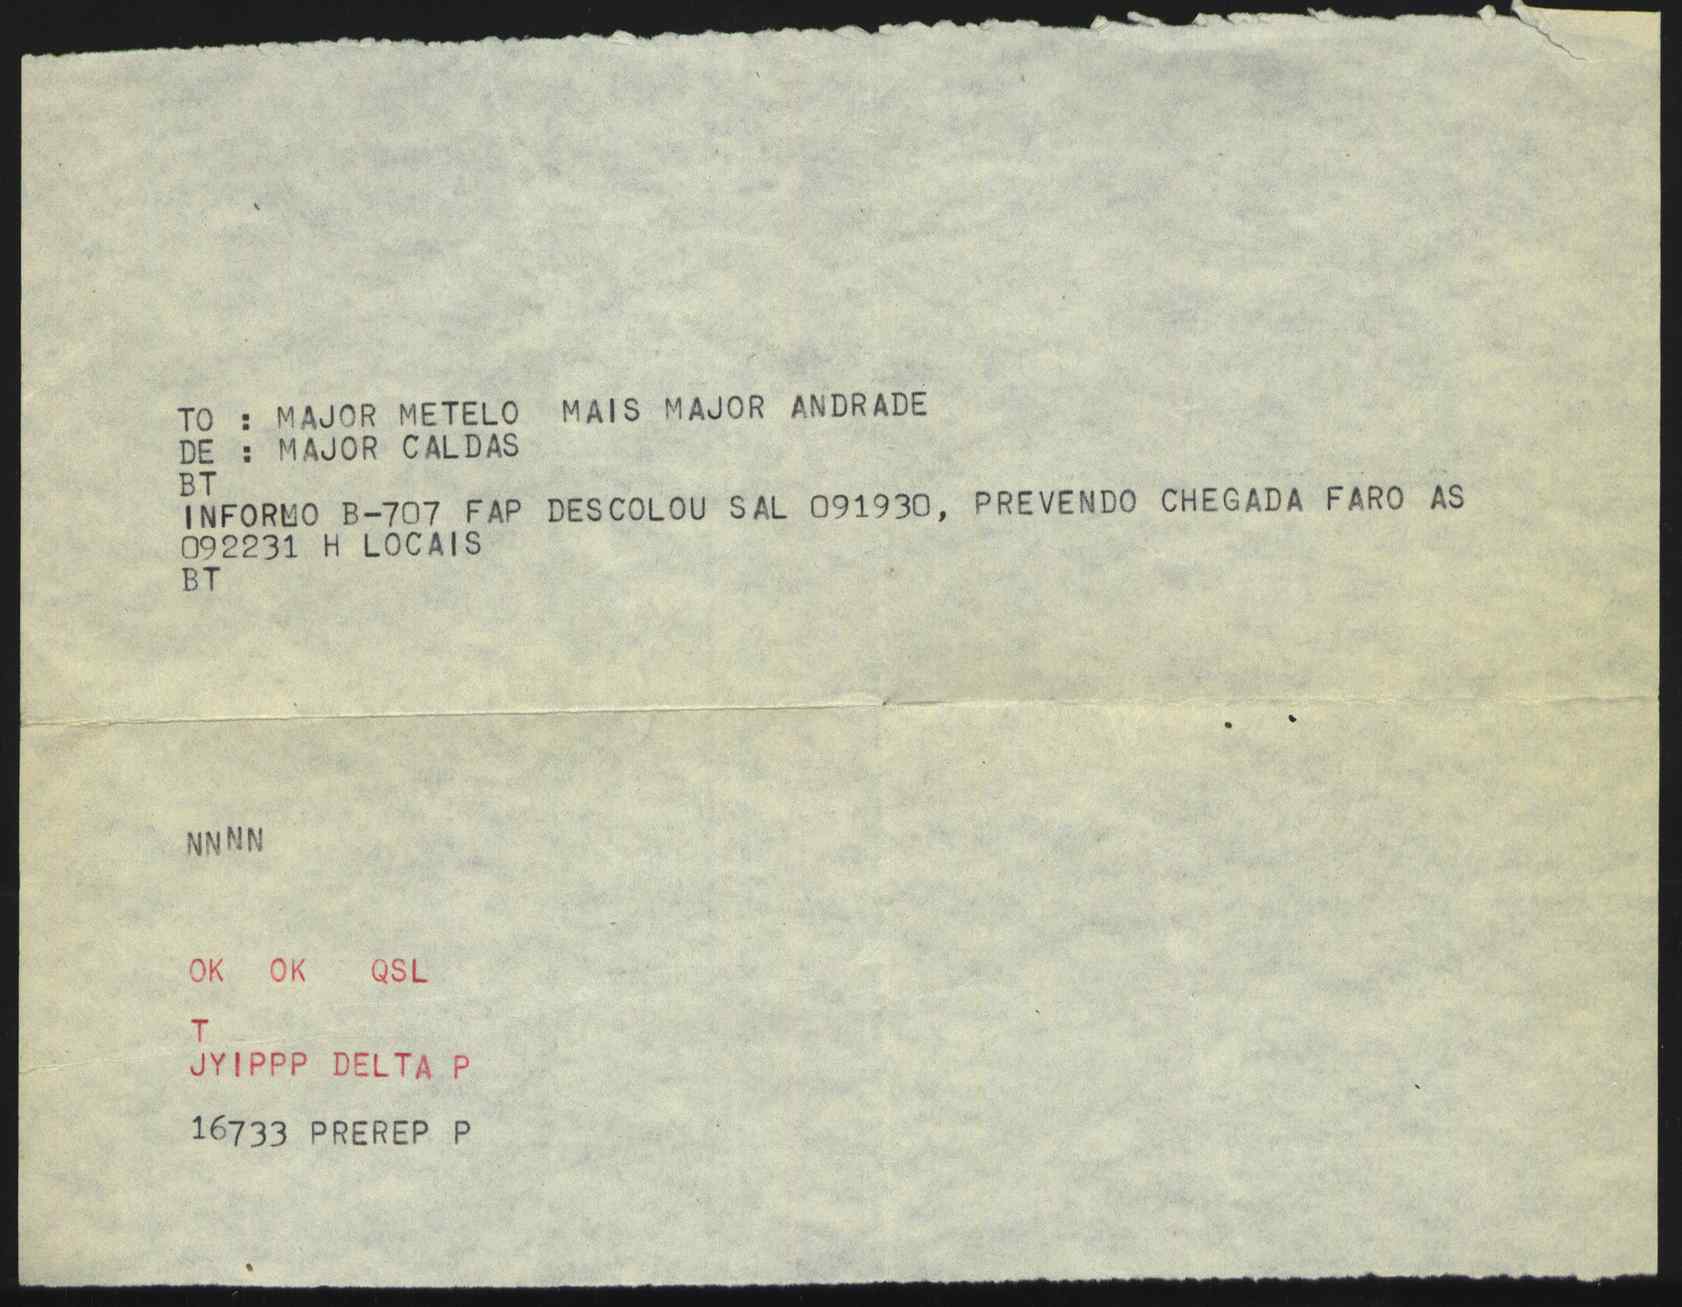 TO : MAJOR METELO  MAIS MAJOR ANDRADE
DE : MAJOR CALDAS
BT
INFORMO B-707 FAP DESCOLOU SAL 091930, PREVENDO CHEGADA FARO AS
092231 H LOCAIS
BT
NNNN
OK  OK   QSL
T
JYIPPP DELTA P
16733 PREREP P